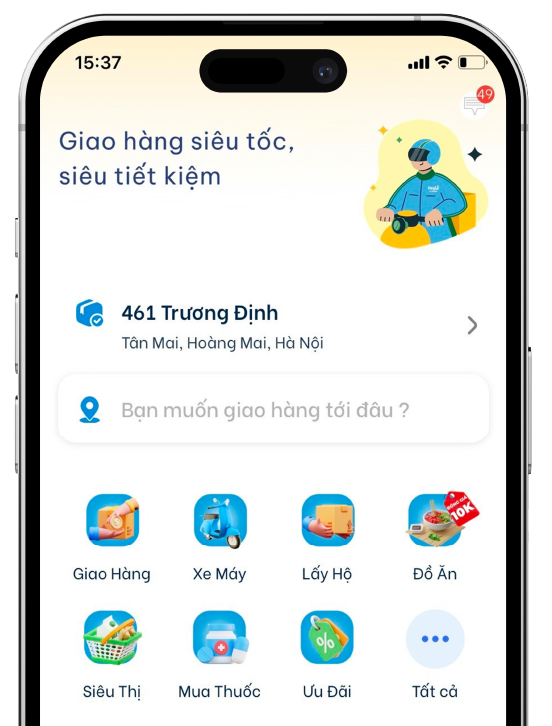 15:37
49
Giao hàng siêu tốc,
siêu tiết kiệm
461 Trương Định
Tân Mai, Hoàng Mai, Hà Nội
Bạn muốn giao hàng tới đâu ?
ĐỒNG GIÁ
10K
Giao Hàng
Xe Máy
Lấy Hộ
Đồ Ăn
%
Siêu Thị
Mua Thuốc
Ưu Đãi
Tất cả